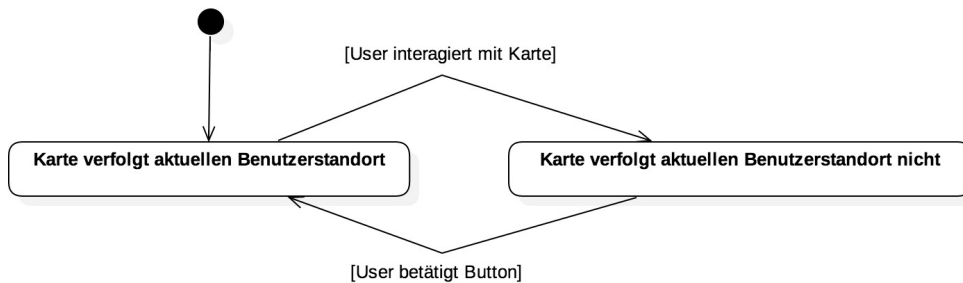 [User interagiert mit Karte]
Karte verfolgt aktuellen Benutzerstandort
Karte verfolgt aktuellen Benutzerstandort nicht
[User betätigt Button]